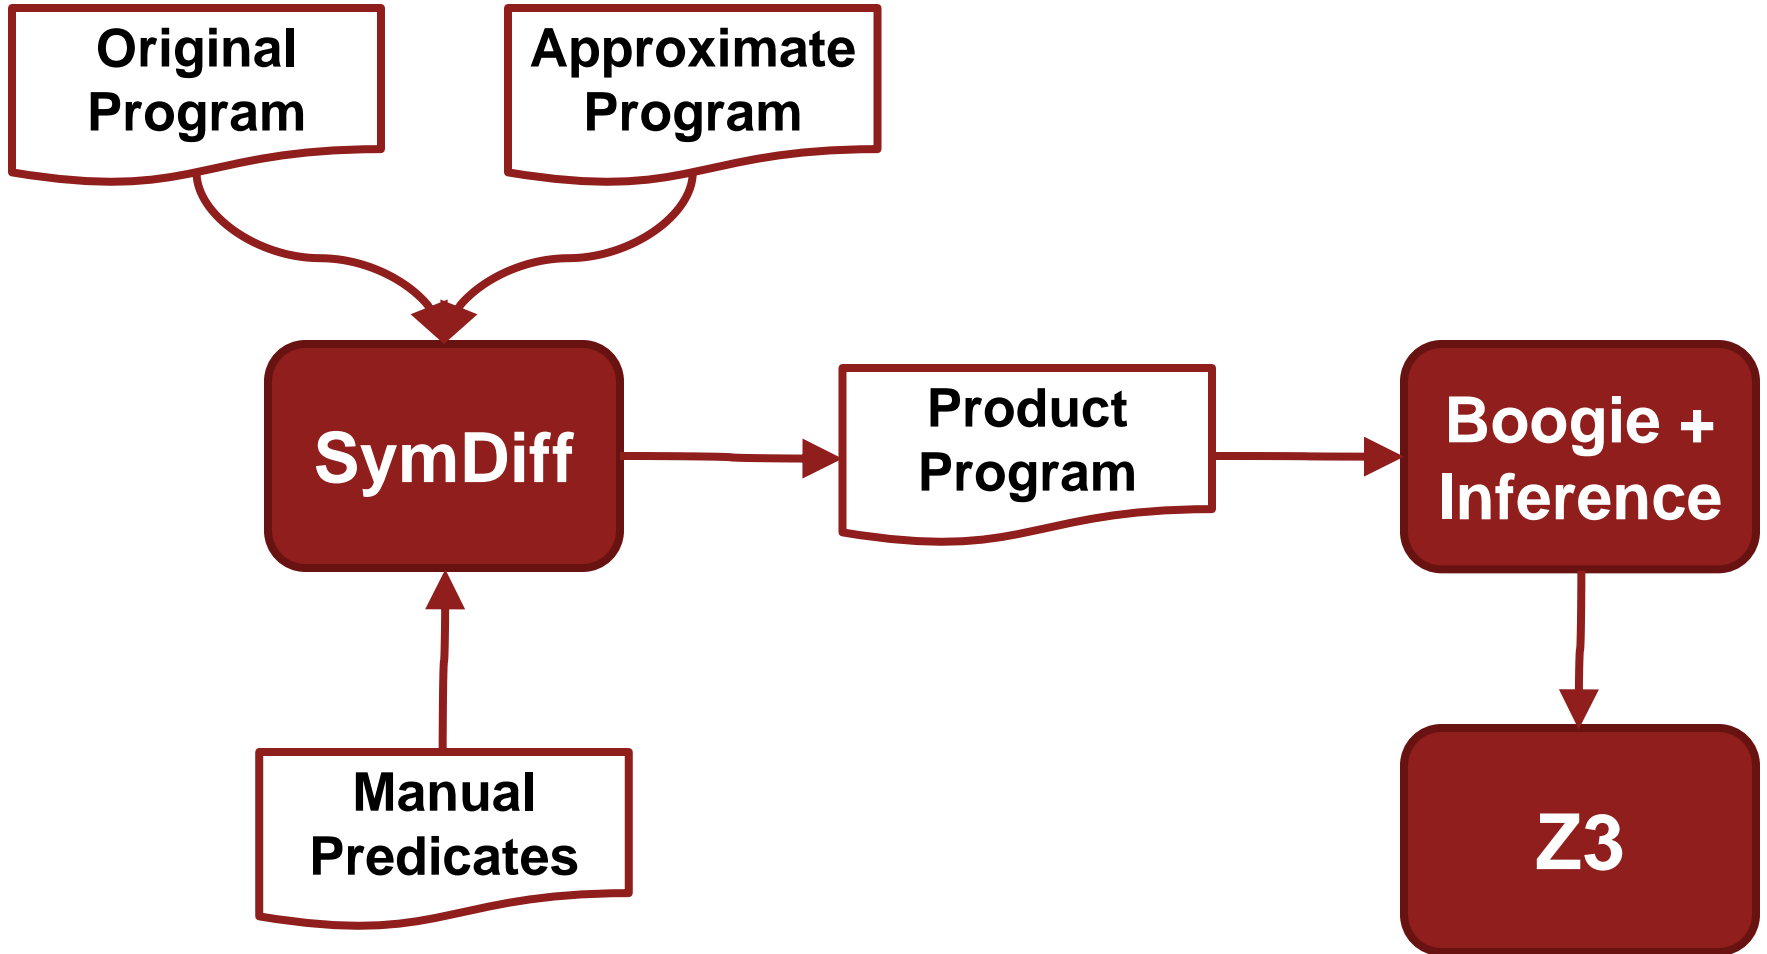 Original
Program
Approximate
Program
SymDiff
Product
Program
Boogie +
Inference
Manual
Predicates
Z3